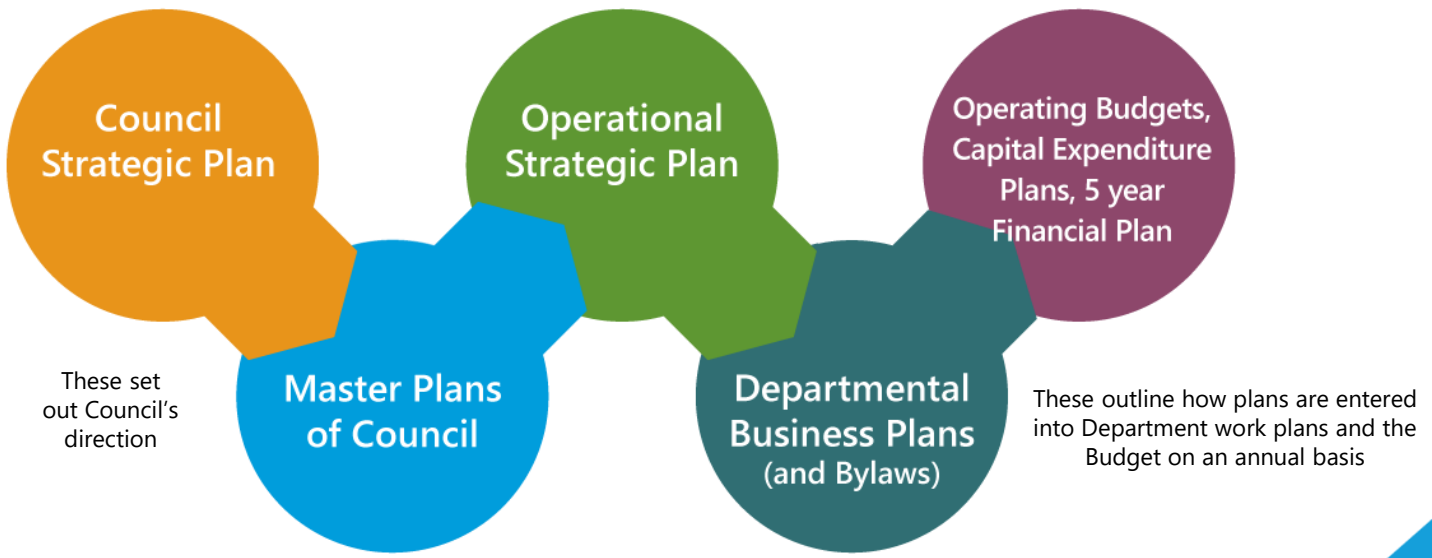 Council
Strategic Plan
Operational
Strategic Plan
Operating Budgets,
Capital Expenditure
Plans, 5 year
Financial Plan
These set
out Council's
direction
Master Plans
of Council
Departmental
Business Plans
(and Bylaws)
These outline how plans are entered
into Department work plans and the
Budget on an annual basis